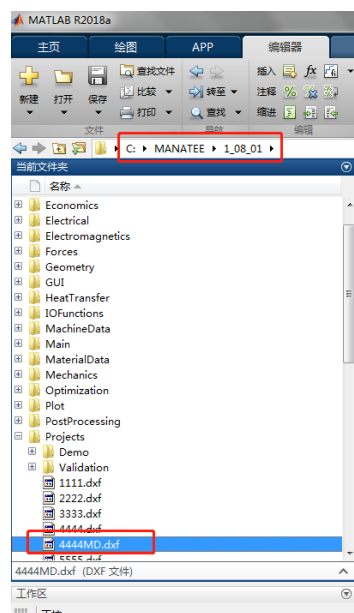 MATLAB R2018a
主页 绘图 APP 编辑器
新建 打开 保存 查找文件 比较 打印 转至 查找 插入 fx 注释 缩进
文件 导航 编辑
C: MANATEE 1_08_01
当前文件夹
名称
Economics
Electrical
Electromagnetics
Forces
Geometry
GUI
HeatTransfer
IOFunctions
MachineData
Main
MaterialData
Mechanics
Optimization
Plot
PostProcessing
Projects
Demo
Validation
1111.dxf
2222.dxf
3333.dxf
4444.dxf
4444MD.dxf
5555.dxf
4444MD.dxf (DXF 文件)
工作区